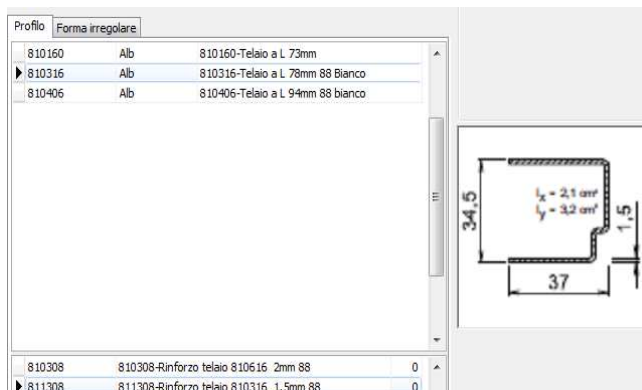 Profilo Forma irregolare
810160 Alb 810160-Telaio a L 73mm
810316 Alb 810316-Telaio a L 78mm 88 Bianco
810406 Alb 810406-Telaio a L 94mm 88 bianco
34,5
Ix = 2,1 cm⁴
Iy = 3,2 cm⁴
1,5
37
810308 810308-Rinforzo telaio 810616 2mm 88 0
811308 811308-Rinforzo telaio 810316 1,5mm 88 0